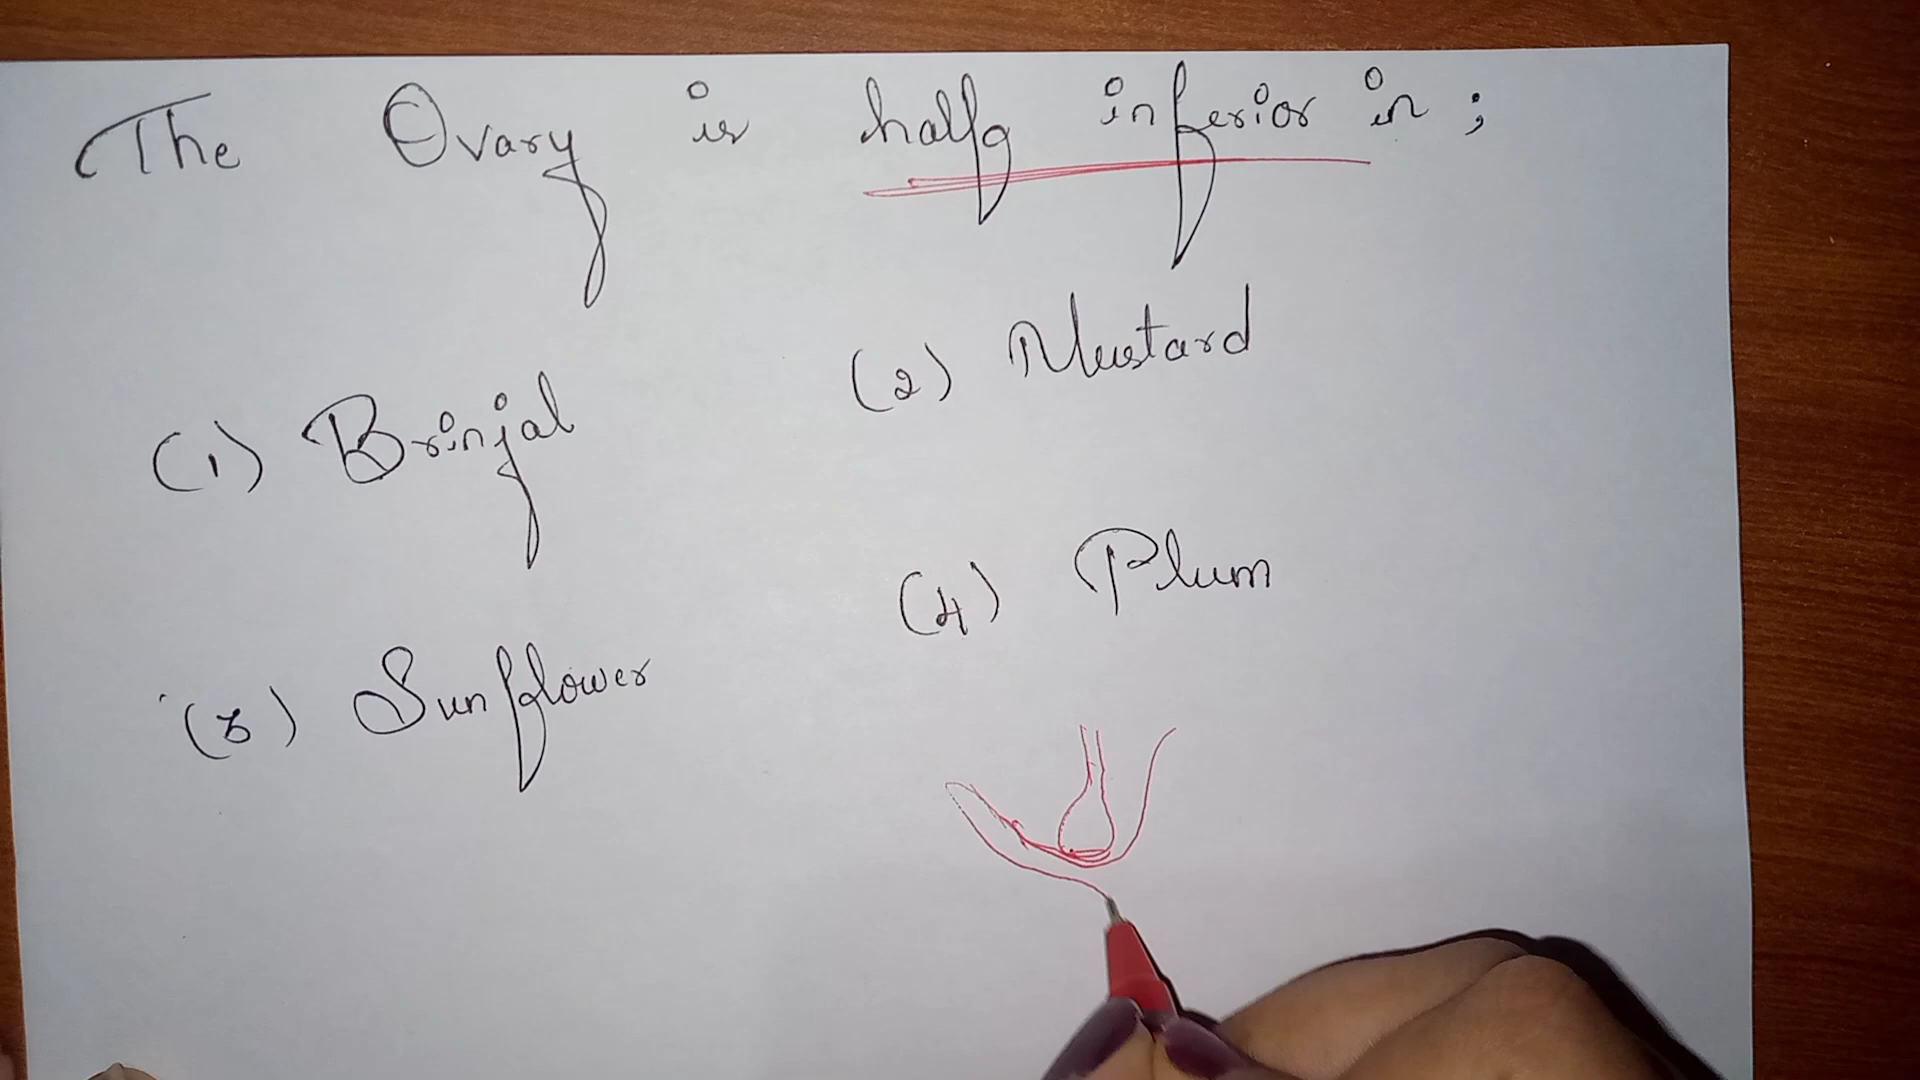 The Ovary is half inferior in ;
(1) Brinjal
(2) Mustard
(3) Sunflower
(4) Plum